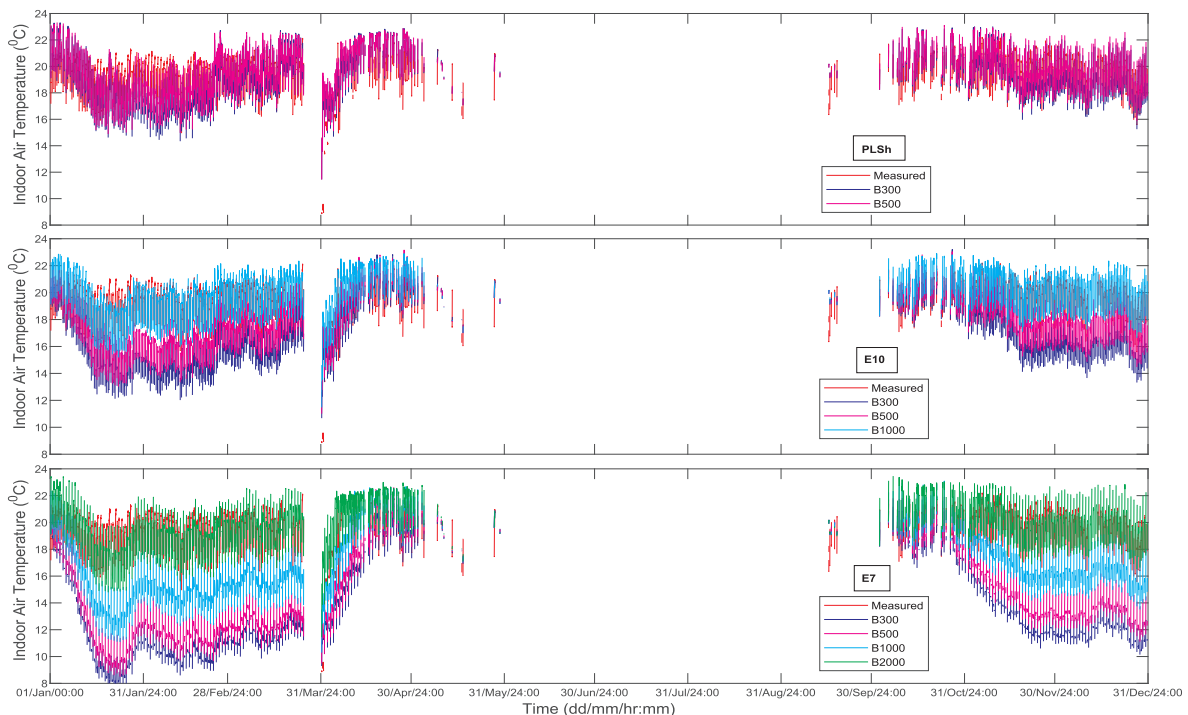 24
22
20
18
16
14
12
10
8
Indoor Air Temperature (⁰C)
PLSh
Measured
B300
B500
24
22
20
18
16
14
12
10
8
Indoor Air Temperature (⁰C)
E10
Measured
B300
B500
B1000
24
22
20
18
16
14
12
10
8
Indoor Air Temperature (⁰C)
E7
Measured
B300
B500
B1000
B2000
01/Jan00:00 31/Jan/24:00 28/Feb/24:00 31/Mar/24:00 30/Apr/24:00 31/May/24:00 30/Jun/24:00 31/Jul/24:00 31/Aug/24:00 30/Sep/24:00 31/Oct/24:00 30/Nov/24:00 31/Dec/24:00
Time (dd/mm/hr:mm)